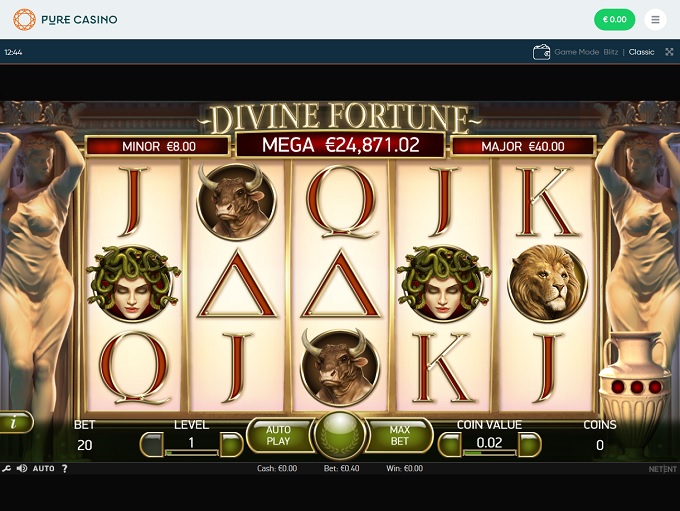 PURE CASINO
€ 0.00
12:44
Game Mode Blitz | Classic
~DIVINE FORTUNE~
MINOR €8.00
MEGA €24,871.02
MAJOR €40.00
J Q J K
Q J K J
i
BET
20
LEVEL
1
AUTO
PLAY
MAX
BET
COIN VALUE
0.02
COINS
0
AUTO ?
Cash: €0.00 Bet: €0.40 Win: €0.00
NETENT